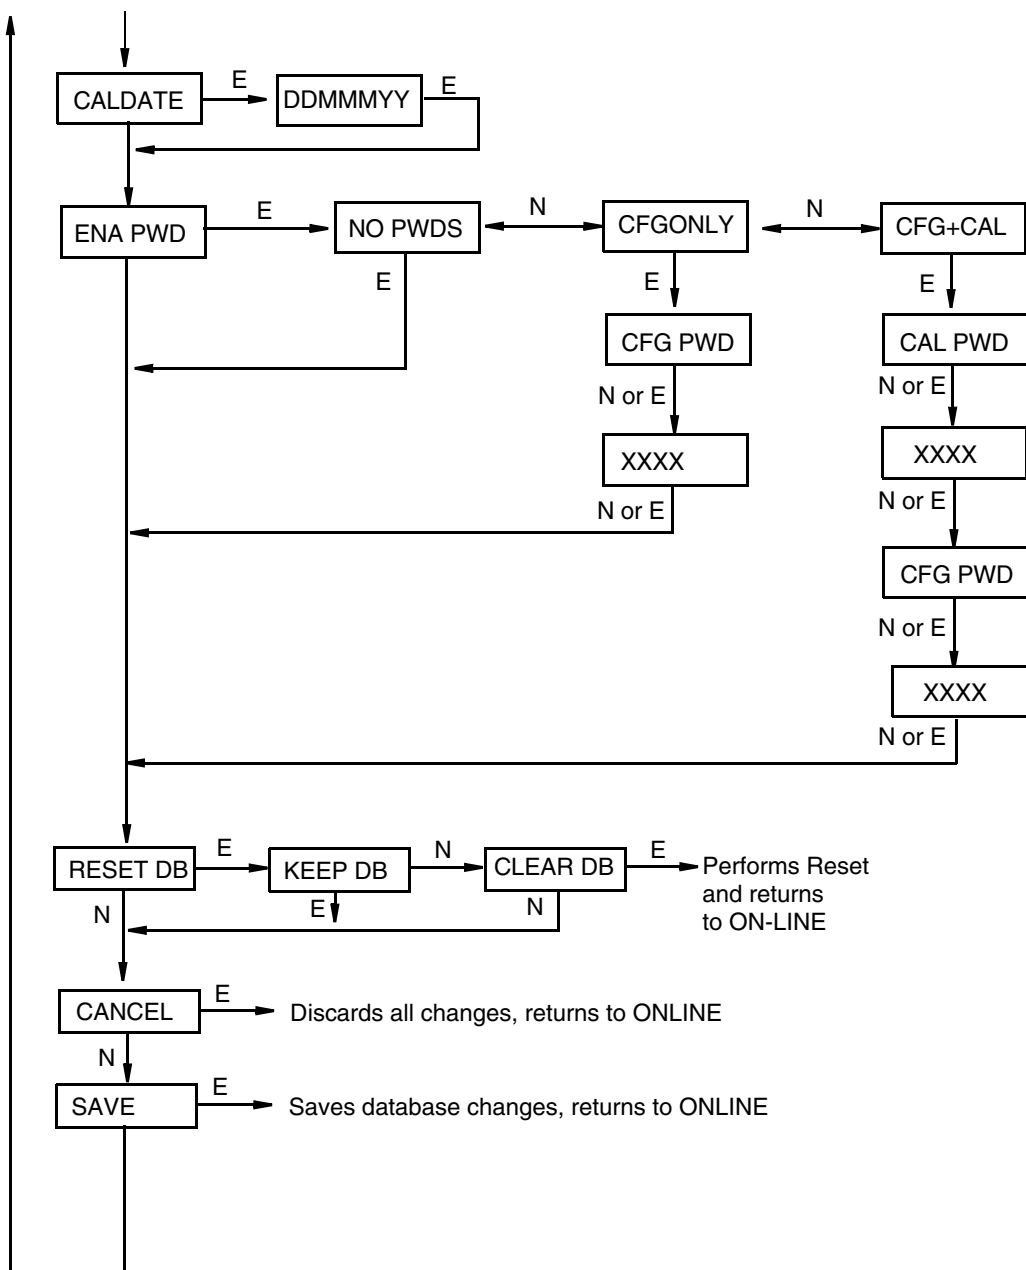 E
E
CALDATE
DDMMMYY
E
N
N
ENA PWD
NO PWDS
CFGONLY
CFG+CAL
E
E
E
CFG PWD
CAL PWD
N or E
N or E
XXXX
XXXX
N or E
N or E
CFG PWD
N or E
XXXX
N or E
E
N
E
RESET DB
KEEP DB
CLEAR DB
Performs Reset
and returns
to ON-LINE
N
E
N
E
CANCEL
Discards all changes, returns to ONLINE
N
E
SAVE
Saves database changes, returns to ONLINE